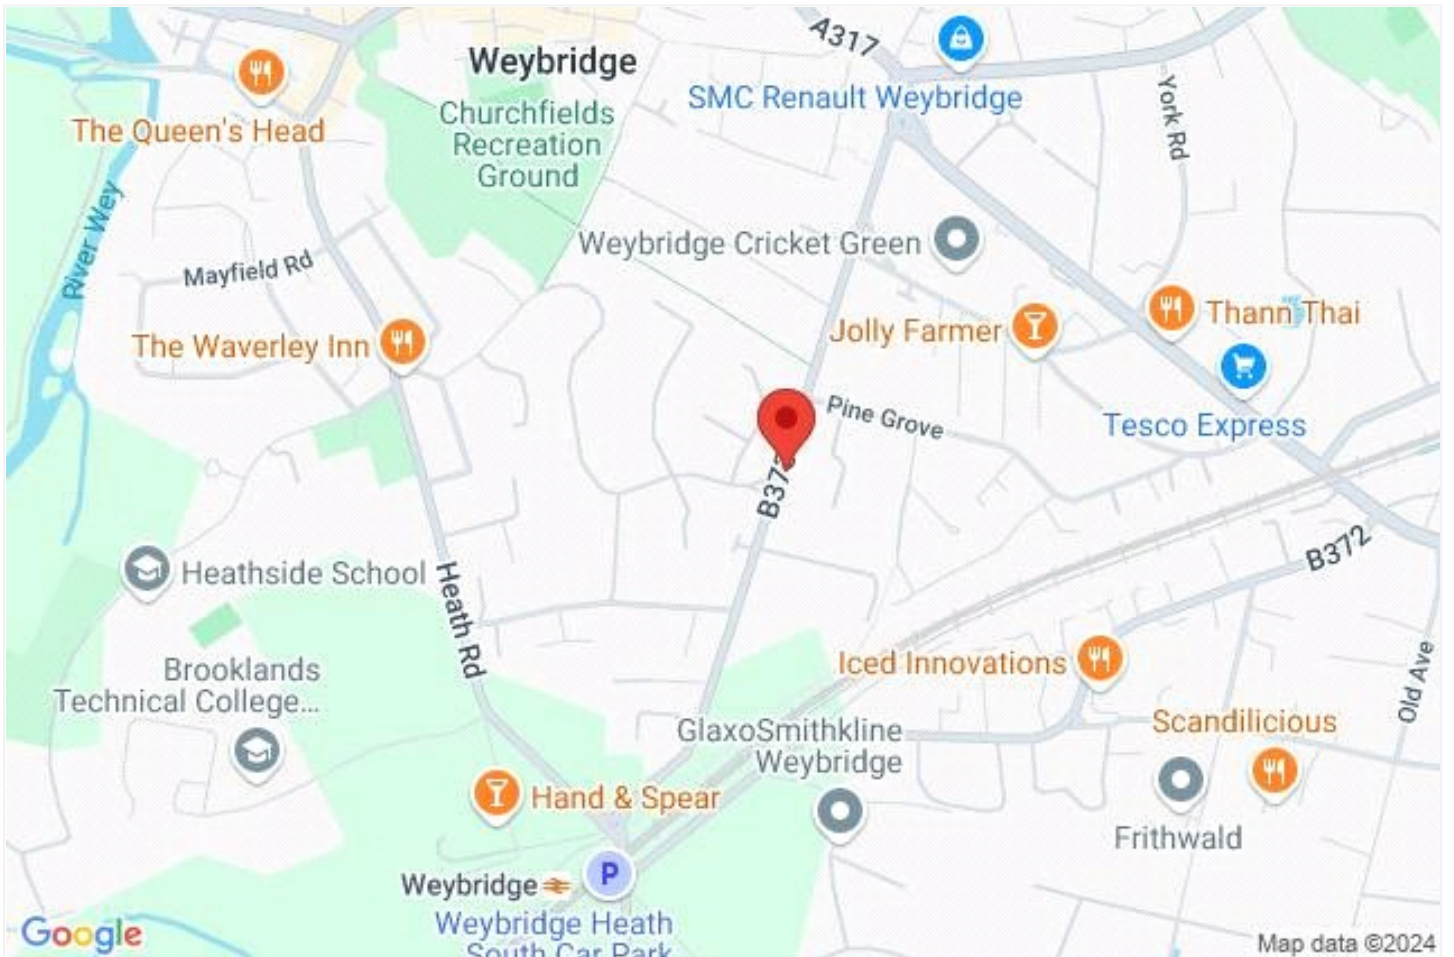 A317
Weybridge
SMC Renault Weybridge
York Rd
The Queen's Head
Churchfields
Recreation
Ground
River Wey
Weybridge Cricket Green
Mayfield Rd
Thann Thai
Jolly Farmer
The Waverley Inn
Pine Grove
Tesco Express
B37
B372
Heathside School
Heath Rd
Iced Innovations
Old Ave
Brooklands
Technical College...
Scandilicious
GlaxoSmithkline
Weybridge
Hand & Spear
Frithwald
P
Weybridge
Weybridge Heath
South Car Park
Google
Map data ©2024